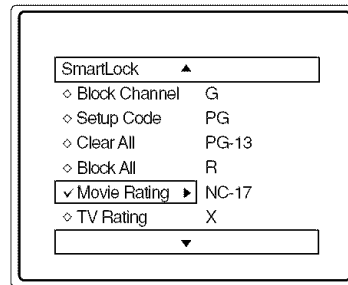 SmartLock ▲
◇ Block Channel G
◇ Setup Code PG
◇ Clear All PG-13
◇ Block All R
✓ Movie Rating ▶ NC-17
◇ TV Rating X
▼